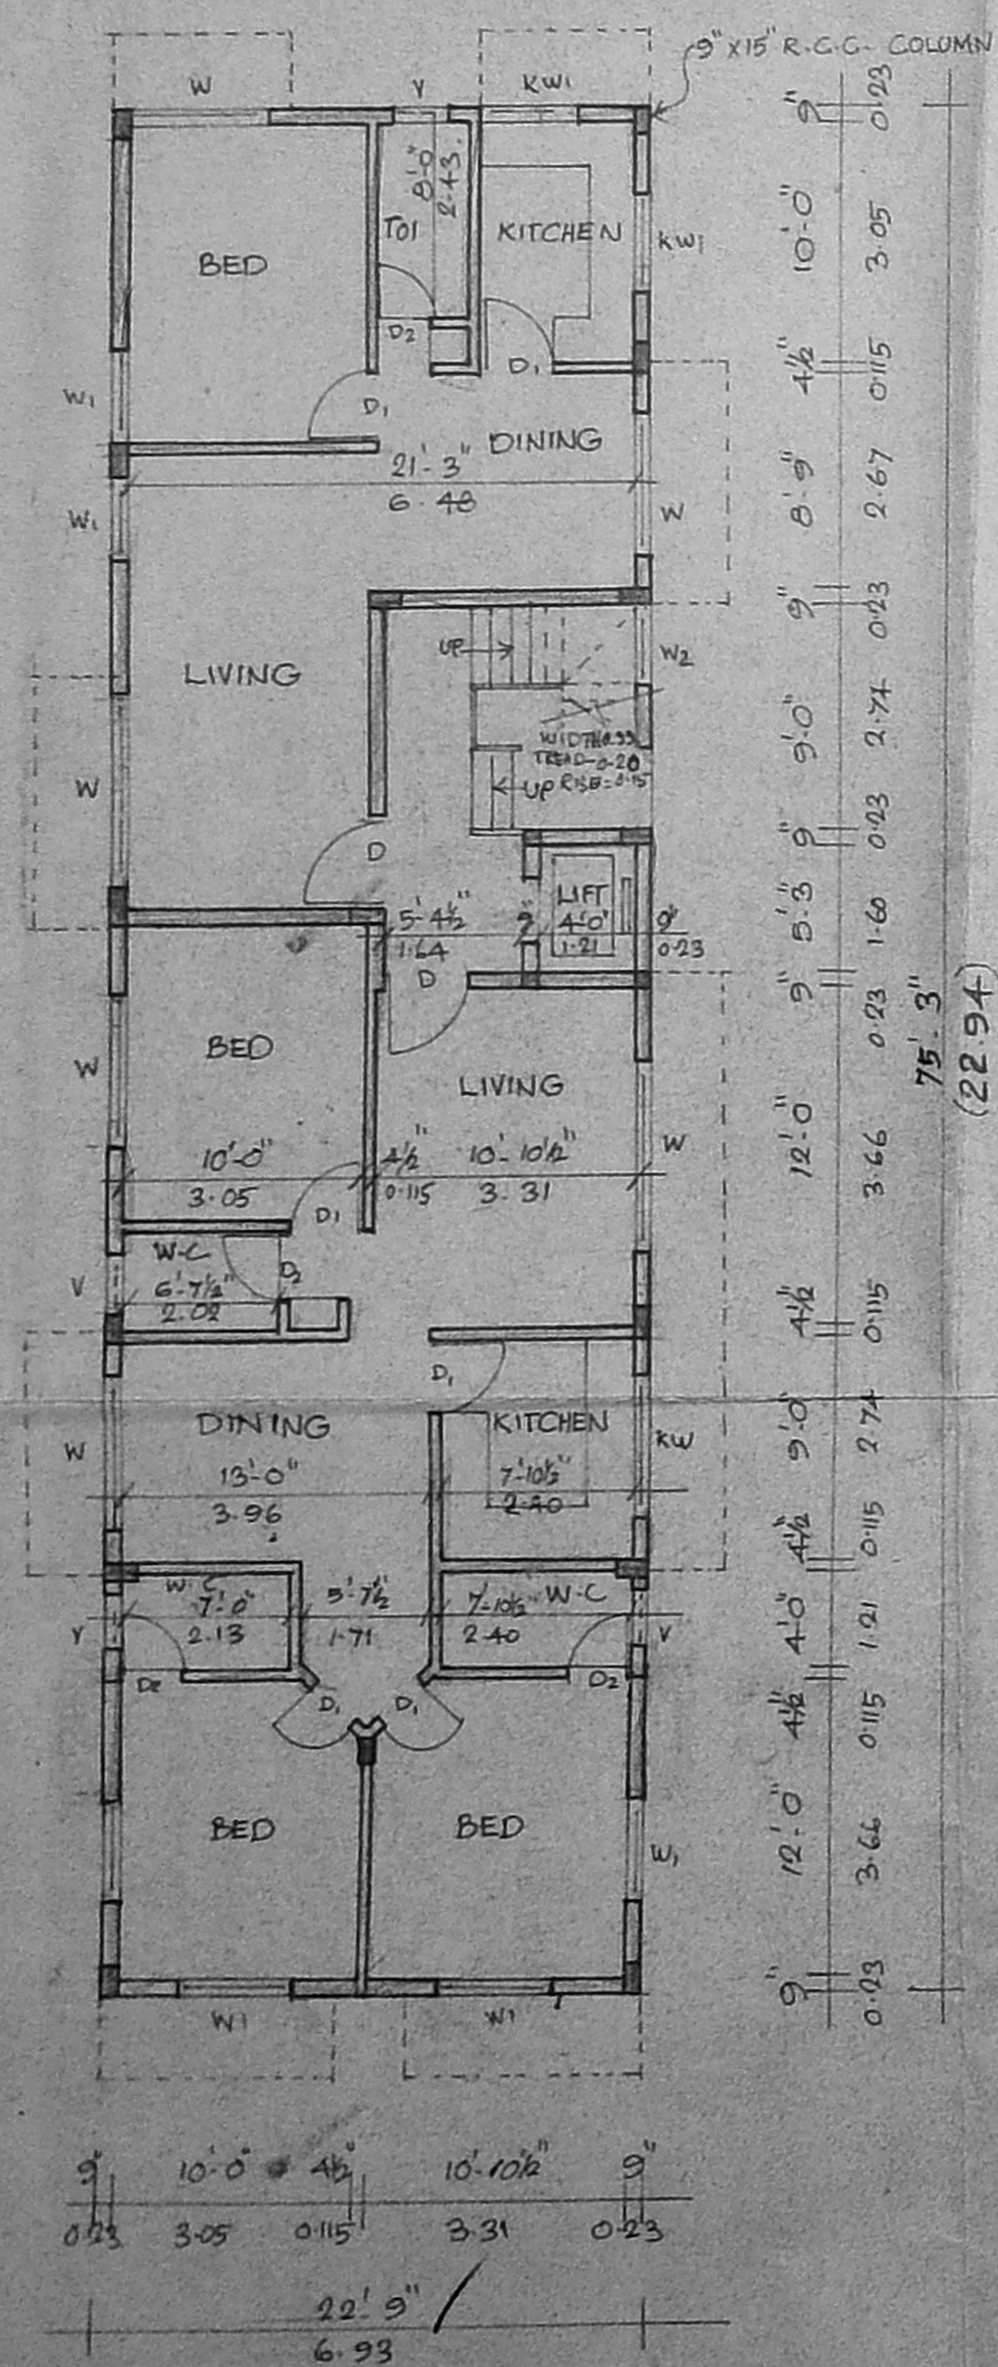 9" X15" R.C.C. COLUMN
W
V
KW1
9"
0.23
8'-0"
2.43
TOI
KITCHEN
KW1
BED
10'-0"
3.05
D2
D1
W1
D1
4½"
0.115
DINING
21'-3"
6.48
W1
W
8'-9"
2.67
9"
0.23
UP
W2
LIVING
9'-0"
2.74
TREAD-0.20
UP RISE=0.15
W
9"
0.23
D
LIFT
5'-4½"
9"
4'-0"
9"
1.64
1.21
0.23
5'-3"
1.60
D
9"
0.23
75'-3"
(22.94)
BED
W
LIVING
W
12'-0"
3.66
10'-0"
4½"
10'-10½"
3.05
0.115
3.31
D1
W.C
D2
V
6'-7½"
2.02
4½"
0.115
D1
DINING
KITCHEN
W
KW
9'-0"
2.74
13'-0"
7'-10½"
3.96
2.40
4½"
0.115
W.C
W.C
7'-0"
5'-7½"
7'-10½"
2.13
1.71
2.40
V
V
4'-0"
1.21
D2
D2
D1
D1
4½"
0.115
BED
BED
W1
12'-0"
3.66
9"
0.23
W1
W1
9"
10'-0"
4½"
10'-10½"
9"
0.23
3.05
0.115
3.31
0.23
22'-9"
6.93